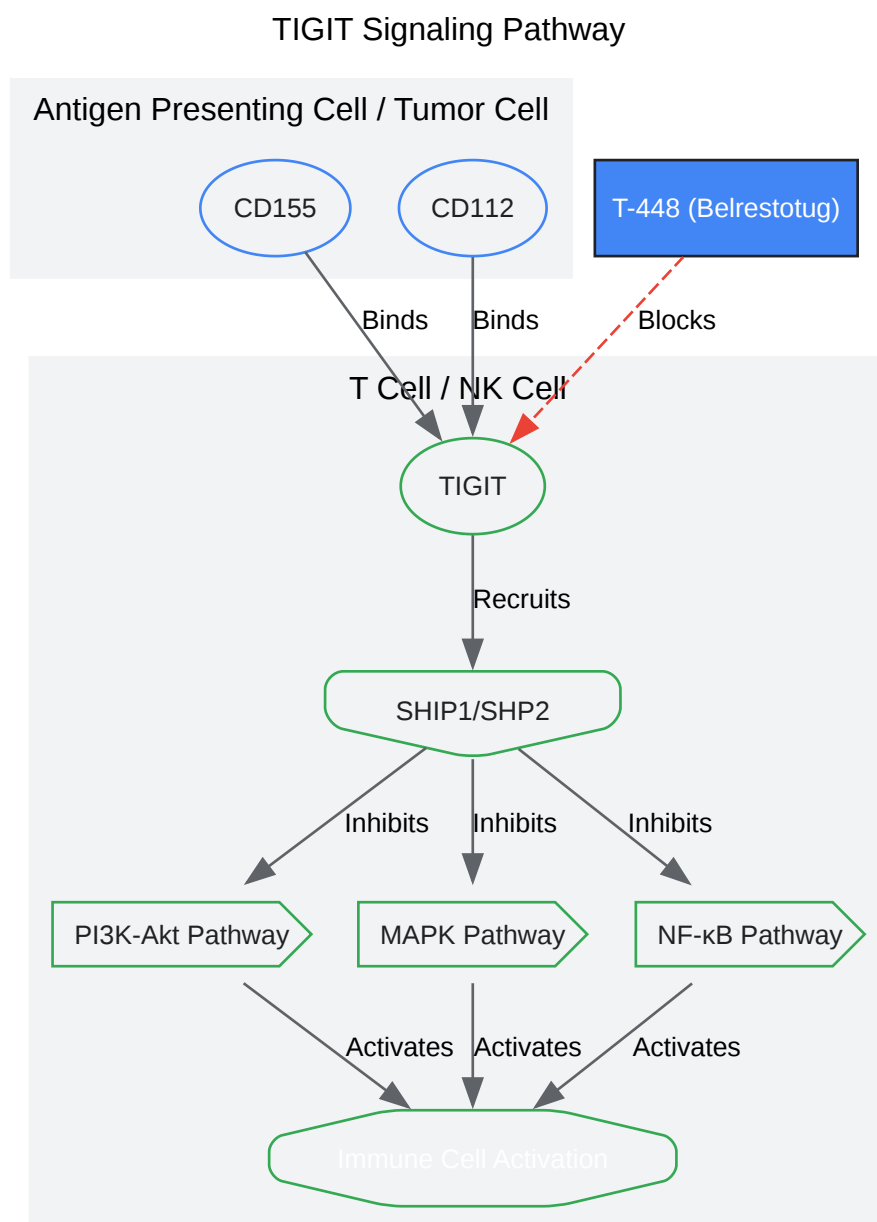 TIGIT Signaling Pathway
Antigen Presenting Cell / Tumor Cell
CD155
CD112
T-448 (Belrestotug)
Binds
Binds
Blocks
T Cell / NK Cell
TIGIT
Recruits
SHIP1/SHP2
Inhibits
Inhibits
Inhibits
PI3K-Akt Pathway
MAPK Pathway
NF-κB Pathway
Activates
Activates
Activates
Immune Cell Activation